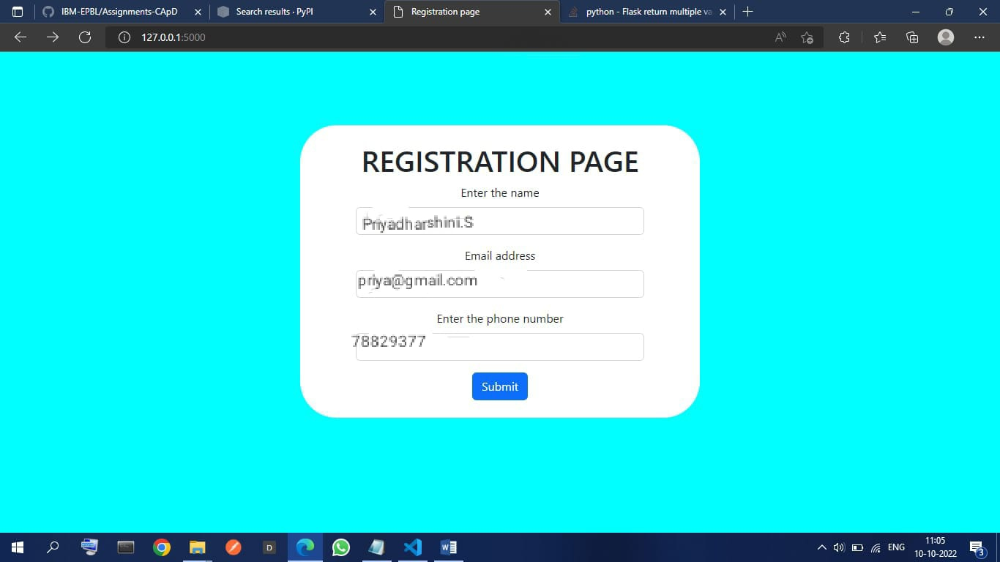 IBM-EPBL/Assignments-CApD
Search results · PyPI
Registration page
python - Flask return multiple va
127.0.0.1:5000
REGISTRATION PAGE
Enter the name
Priyadharshini.S
Email address
priya@gmail.com
Enter the phone number
78829377
Submit
ENG
11:05
10-10-2022
3
D
W